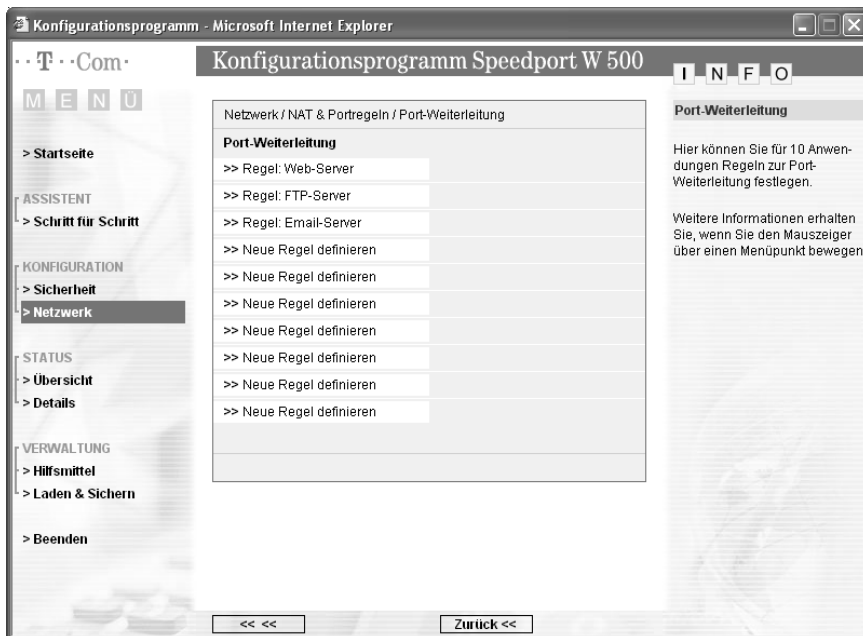 Konfigurationsprogramm - Microsoft Internet Explorer
··T··Com·
Konfigurationsprogramm Speedport W 500
INFO
MENÜ
> Startseite
ASSISTENT
> Schritt für Schritt
KONFIGURATION
> Sicherheit
> Netzwerk
STATUS
> Übersicht
> Details
VERWALTUNG
> Hilfsmittel
> Laden & Sichern
> Beenden
Netzwerk / NAT & Portregeln / Port-Weiterleitung
Port-Weiterleitung
>> Regel: Web-Server
>> Regel: FTP-Server
>> Regel: Email-Server
>> Neue Regel definieren
>> Neue Regel definieren
>> Neue Regel definieren
>> Neue Regel definieren
>> Neue Regel definieren
>> Neue Regel definieren
>> Neue Regel definieren
<< <<
Zurück <<
Port-Weiterleitung
Hier können Sie für 10 Anwen-
dungen Regeln zur Port-
Weiterleitung festlegen.
Weitere Informationen erhalten
Sie, wenn Sie den Mauszeiger
über einen Menüpunkt bewegen